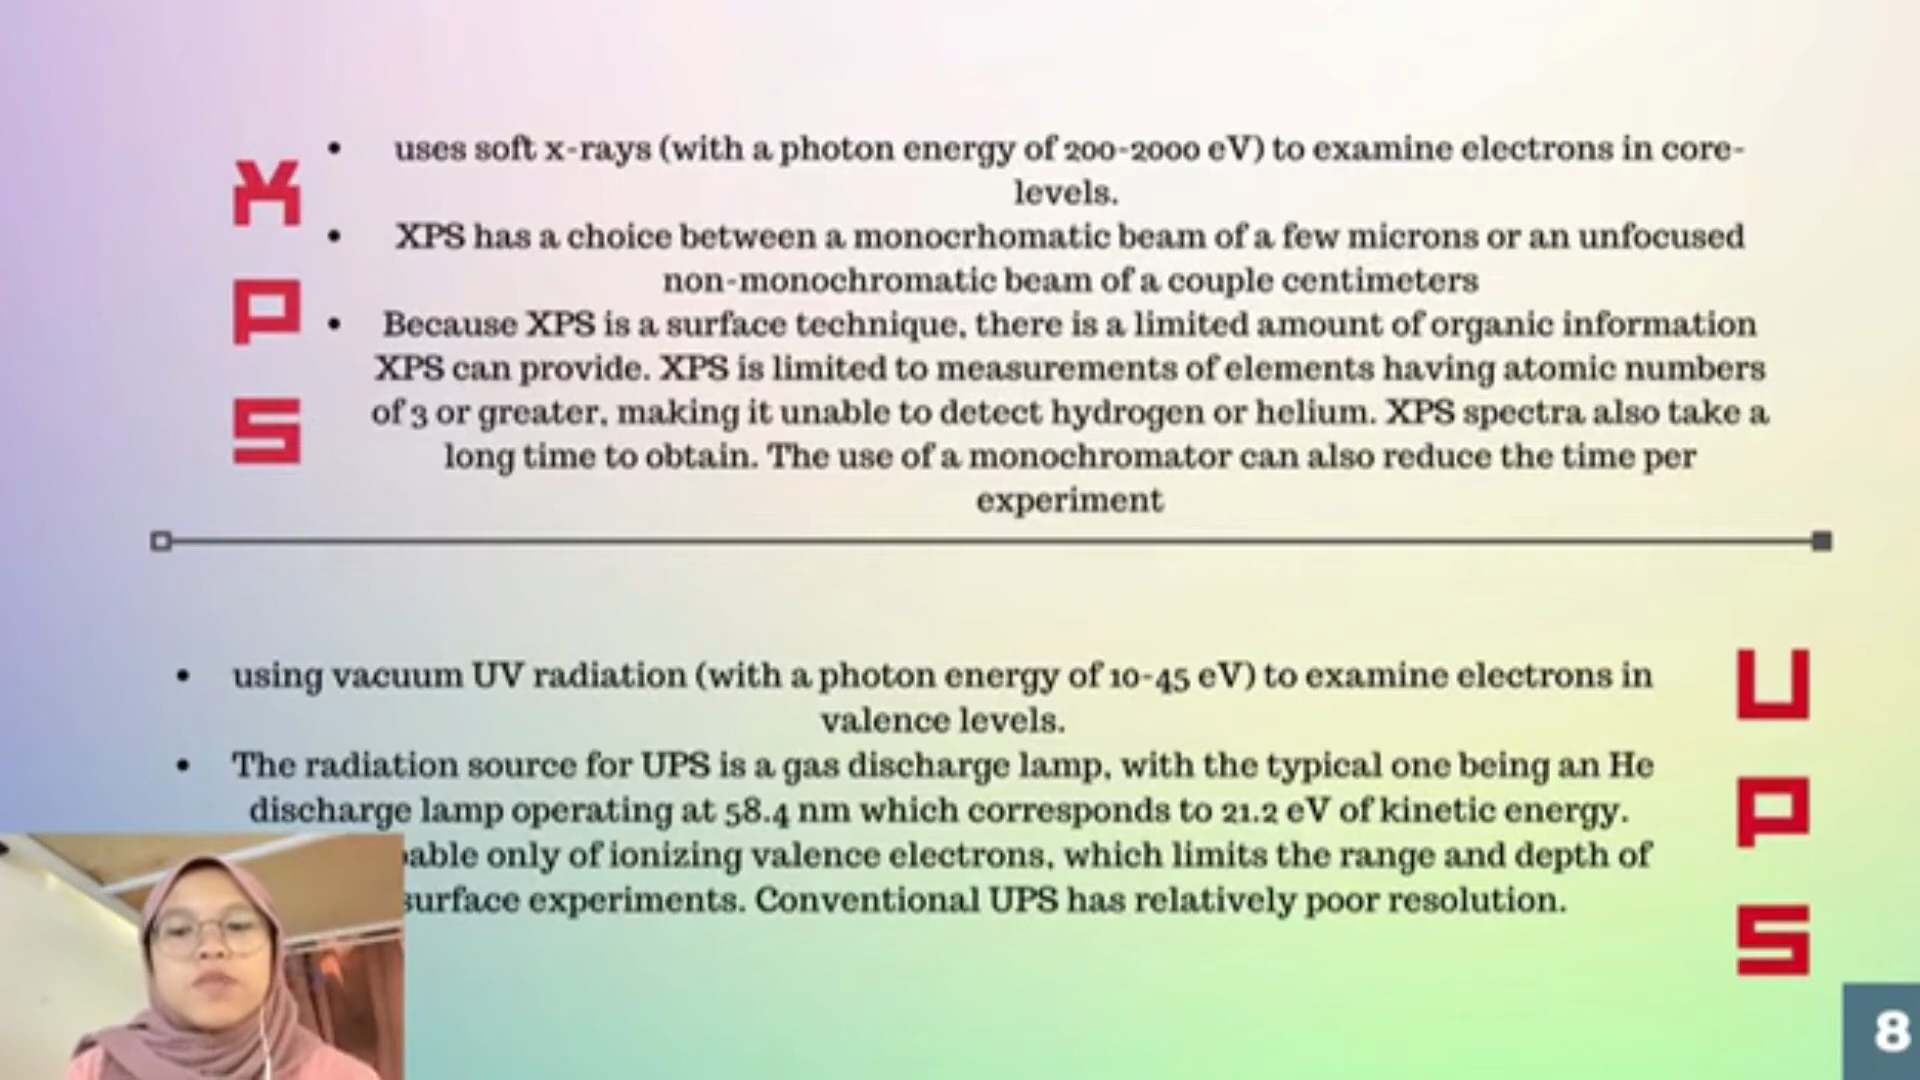 X
P
S
• uses soft x-rays (with a photon energy of 200-2000 eV) to examine electrons in core-
levels.
• XPS has a choice between a monocrhomatic beam of a few microns or an unfocused
non-monochromatic beam of a couple centimeters
• Because XPS is a surface technique, there is a limited amount of organic information
XPS can provide. XPS is limited to measurements of elements having atomic numbers
of 3 or greater, making it unable to detect hydrogen or helium. XPS spectra also take a
long time to obtain. The use of a monochromator can also reduce the time per
experiment
• using vacuum UV radiation (with a photon energy of 10-45 eV) to examine electrons in
valence levels.
• The radiation source for UPS is a gas discharge lamp, with the typical one being an He
discharge lamp operating at 58.4 nm which corresponds to 21.2 eV of kinetic energy.
only of ionizing valence electrons, which limits the range and depth of
surface experiments. Conventional UPS has relatively poor resolution.
U
P
S
8